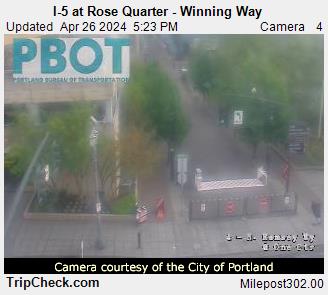 I-5 at Rose Quarter - Winning Way
Updated Apr 26 2024 5:23 PM Camera 4
PBOT
PORTLAND BUREAU OF TRANSPORTATION
Camera courtesy of the City of Portland
TripCheck.com Milepost302.00